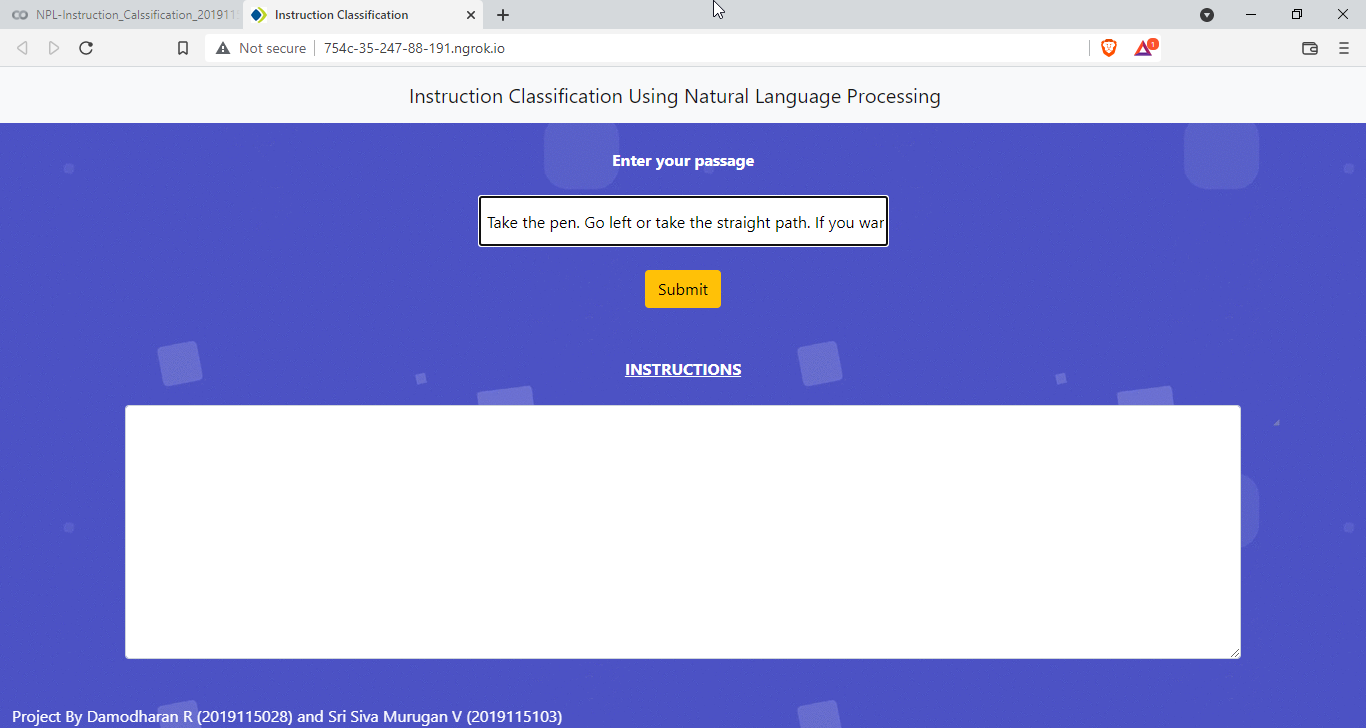 NPL-Instruction_Calssification_20191
Instruction Classification
Not secure
754c-35-247-88-191.ngrok.io
1
Instruction Classification Using Natural Language Processing
Enter your passage
Take the pen. Go left or take the straight path. If you
Submit
INSTRUCTIONS
Project By Damodharan R (2019115028) and Sri Siva Murugan V (2019115103)